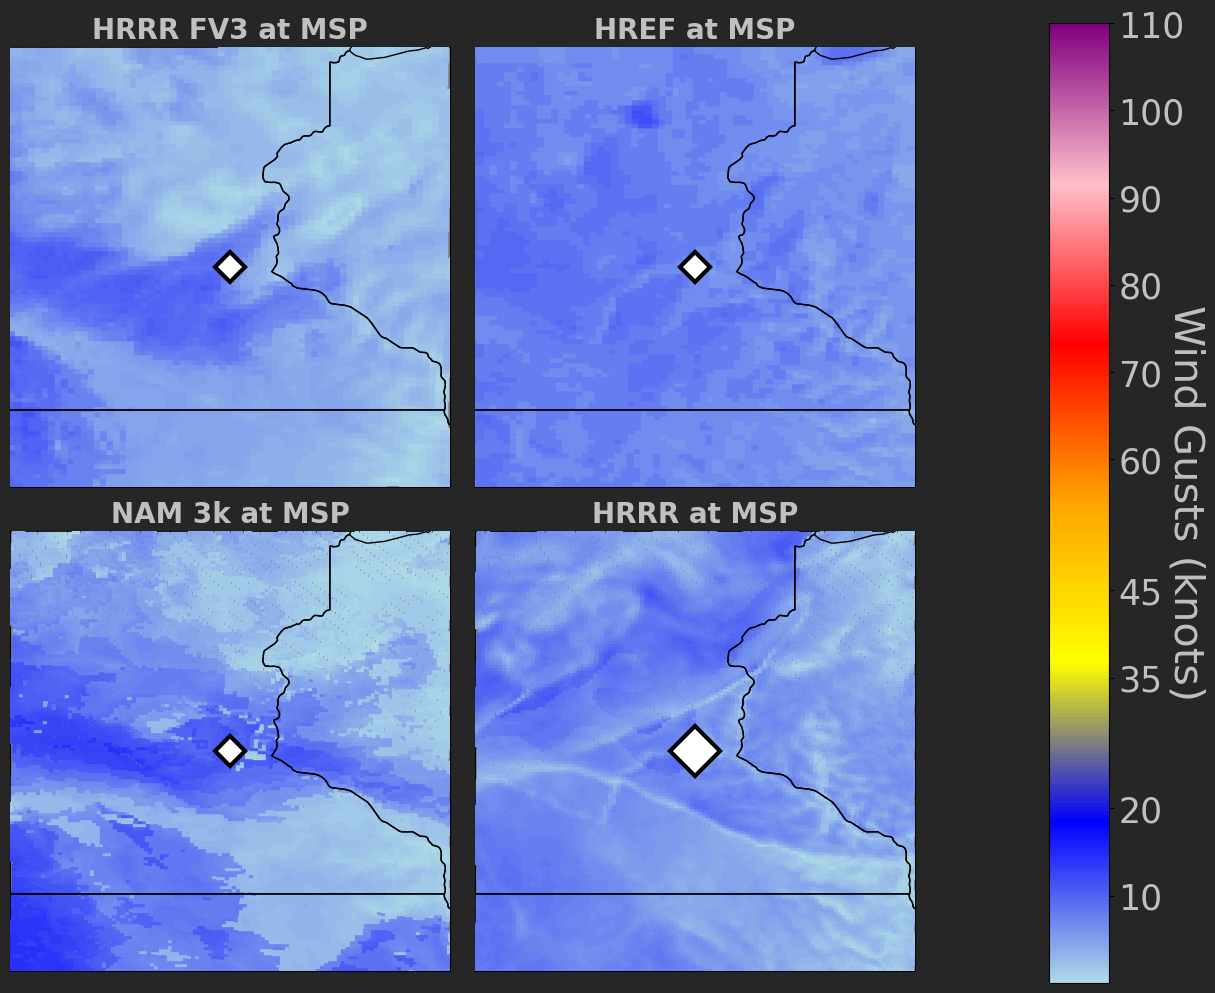 HRRR FV3 at MSP
HREF at MSP
NAM 3k at MSP
HRRR at MSP
110
100
90
80
70
60
45
35
20
10
Wind Gusts (knots)